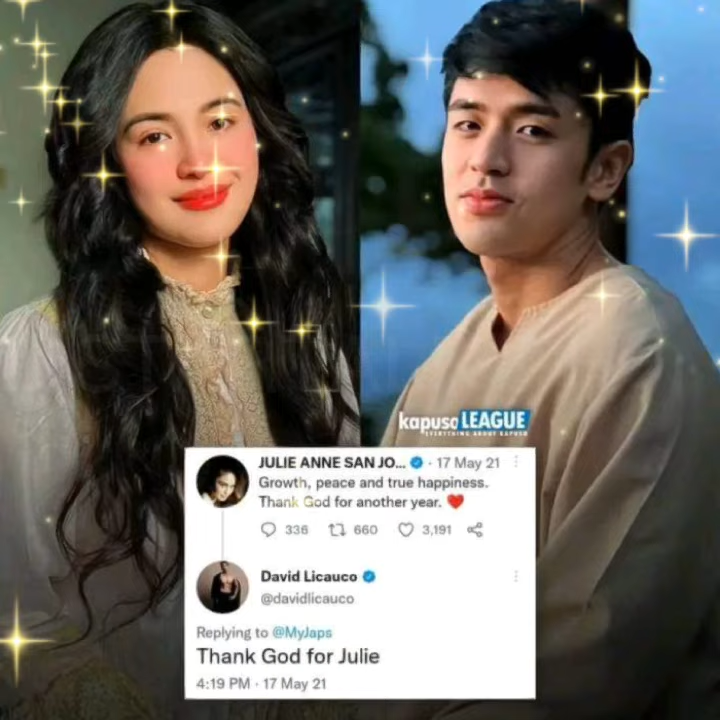 kapuso LEAGUE
EVERYTHING ABOUT KAPUSO
JULIE ANNE SAN JO... · 17 May 21
Growth, peace and true happiness.
Thank God for another year. ❤️
336 660 3,191
David Licauco
@davidlicauco
Replying to @MyJaps
Thank God for Julie
4:19 PM · 17 May 21